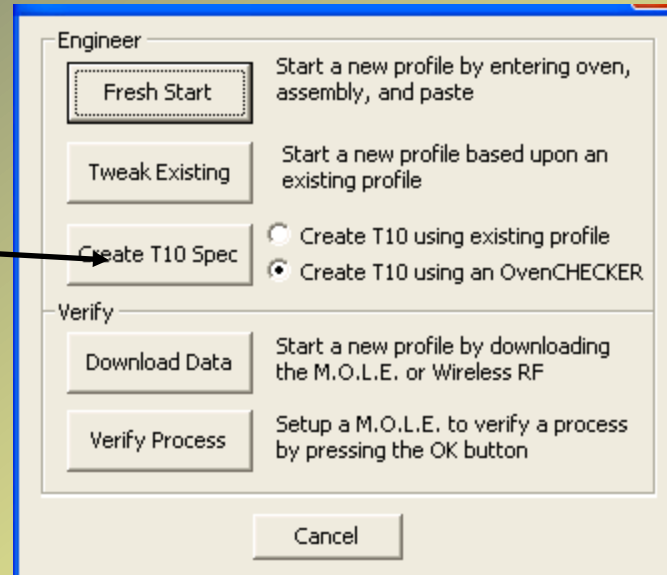 Engineer
Fresh Start
Start a new profile by entering oven,
assembly, and paste
Tweak Existing
Start a new profile based upon an
existing profile
Create T10 Spec
Create T10 using existing profile
Create T10 using an OvenCHECKER
Verify
Download Data
Start a new profile by downloading
the M.O.L.E. or Wireless RF
Verify Process
Setup a M.O.L.E. to verify a process
by pressing the OK button
Cancel